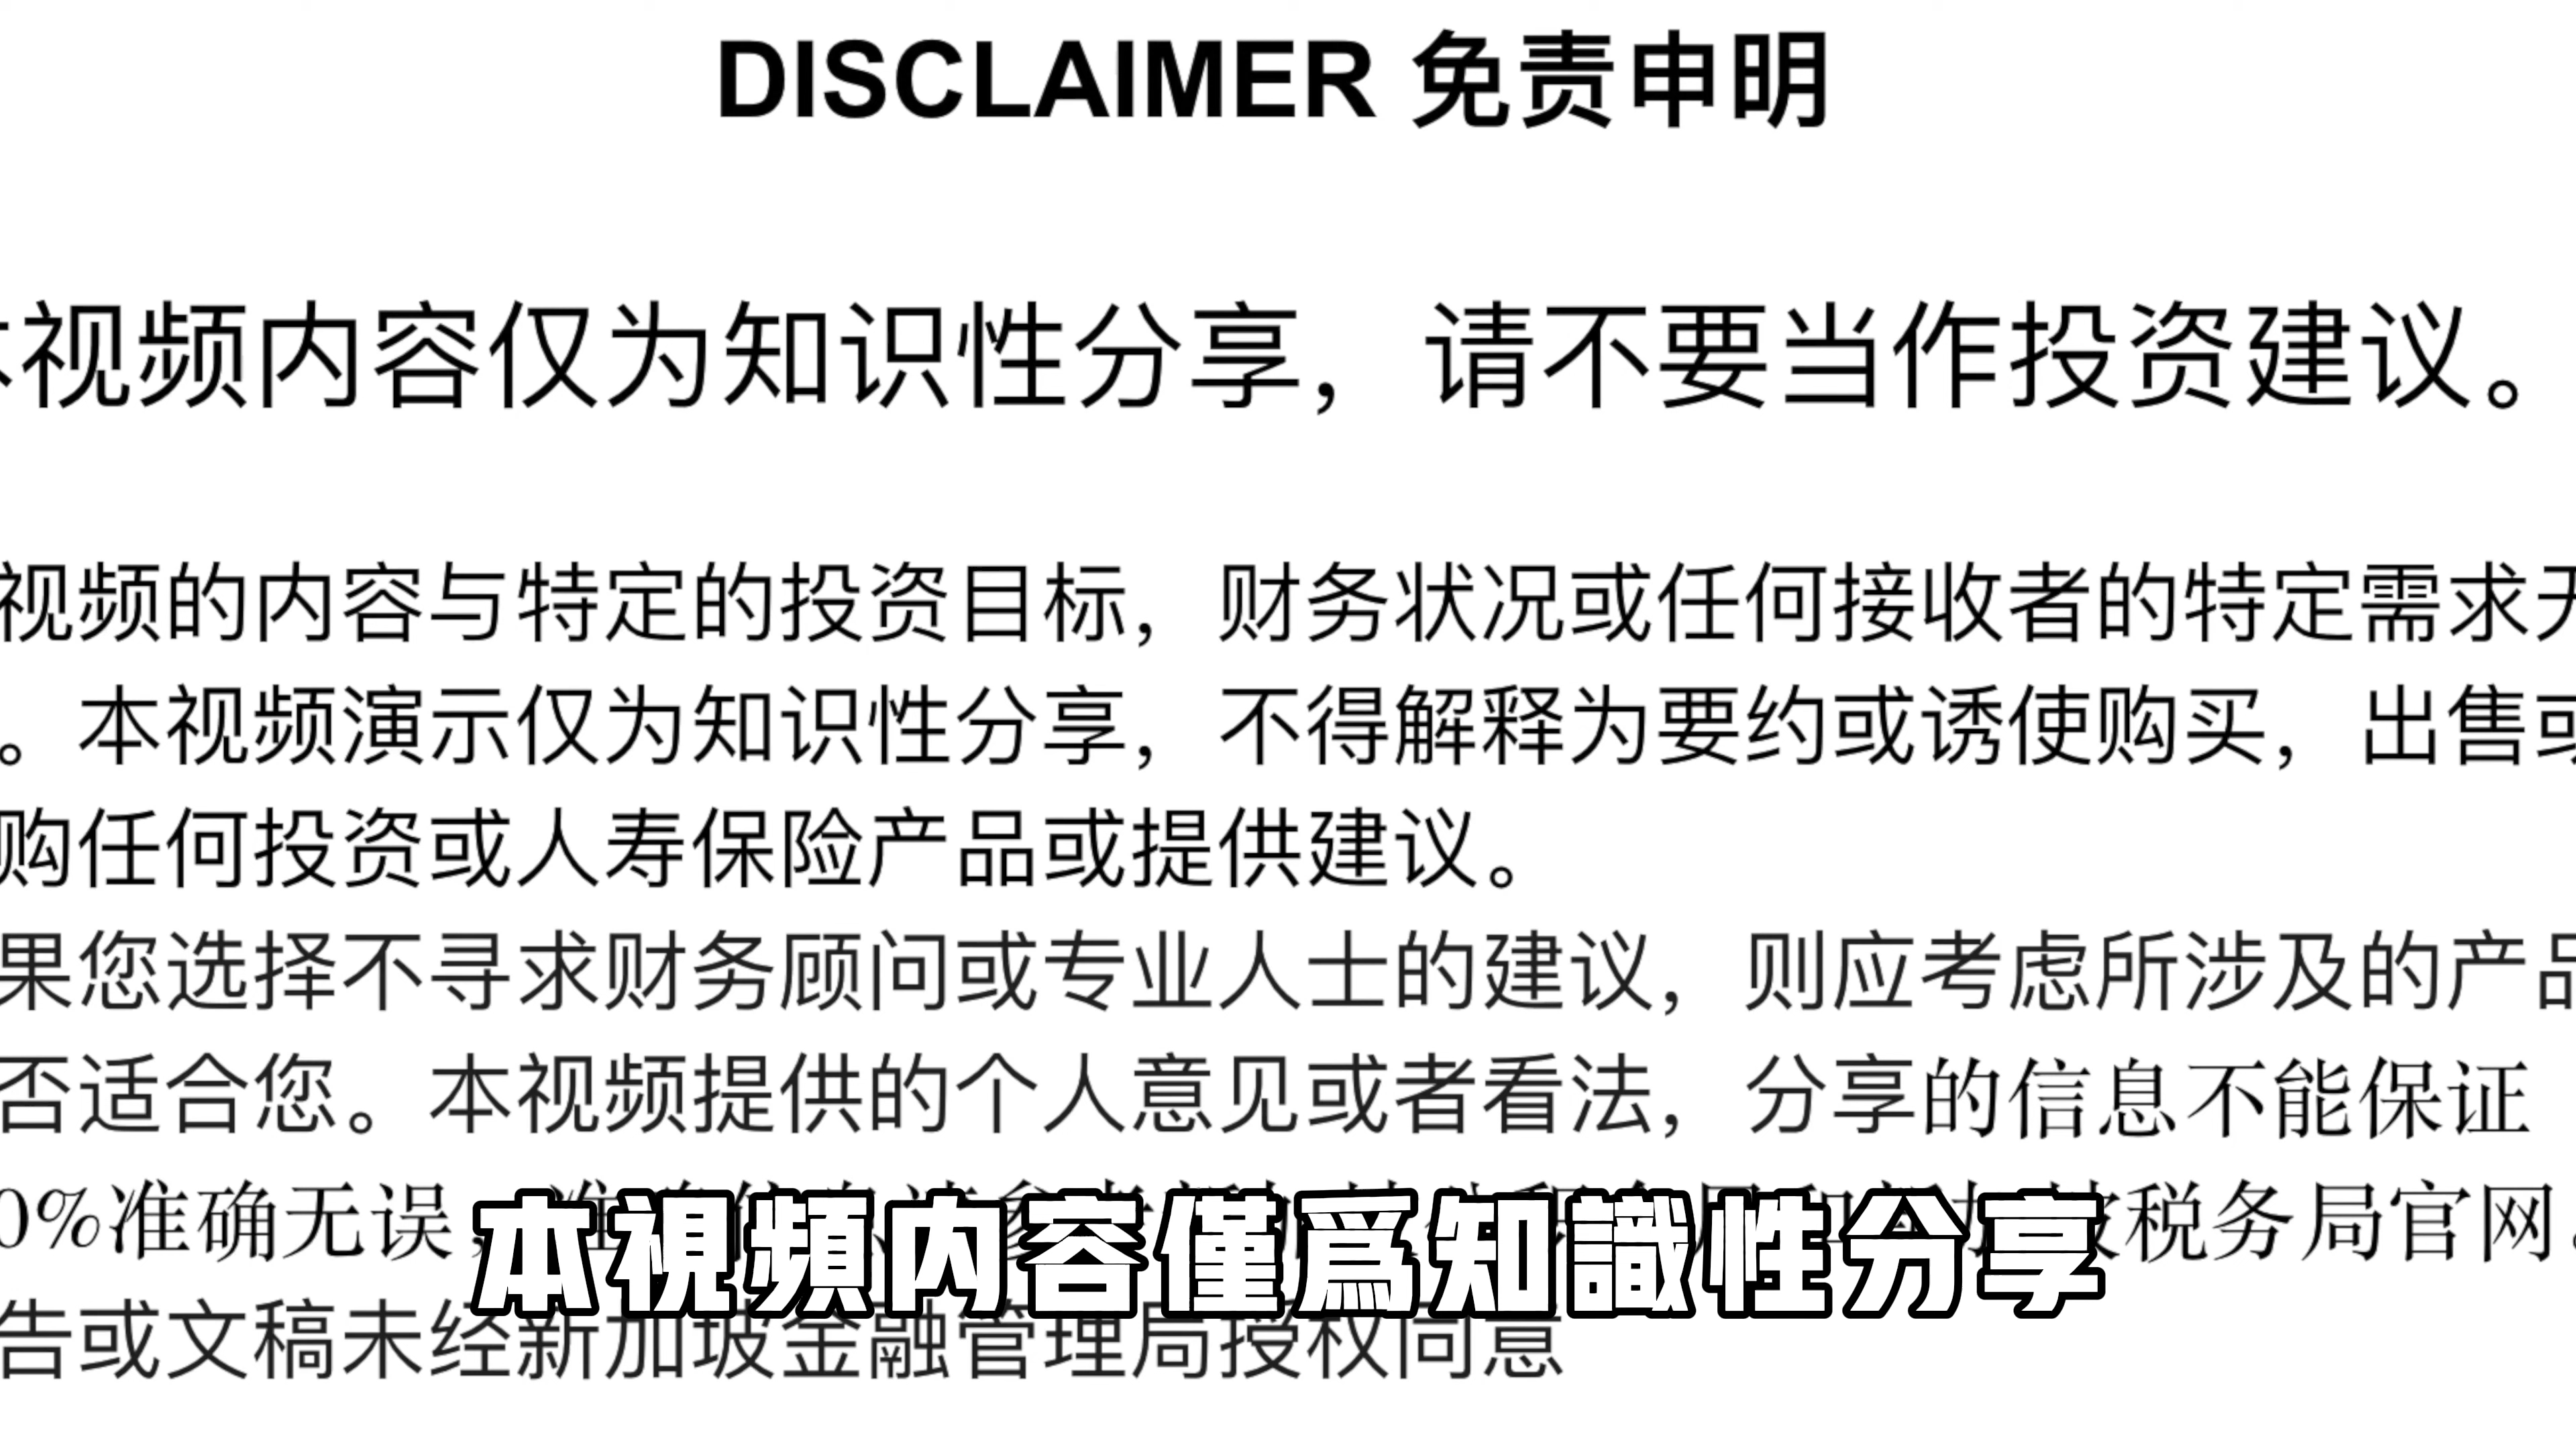 DISCLAIMER 免责申明
视频内容仅为知识性分享，请不要当作投资建议。
视频的内容与特定的投资目标，财务状况或任何接收者的特定需求
。本视频演示仅为知识性分享，不得解释为要约或诱使购买，出售或
购任何投资或人寿保险产品或提供建议。
果您选择不寻求财务顾问或专业人士的建议，则应考虑所涉及的产品
否适合您。本视频提供的个人意见或者看法，分享的信息不能保证
0%准确无误，税务局官网。
本視頻内容僅爲知識性分享
告或文稿未经新加坡金融管理局授权同意